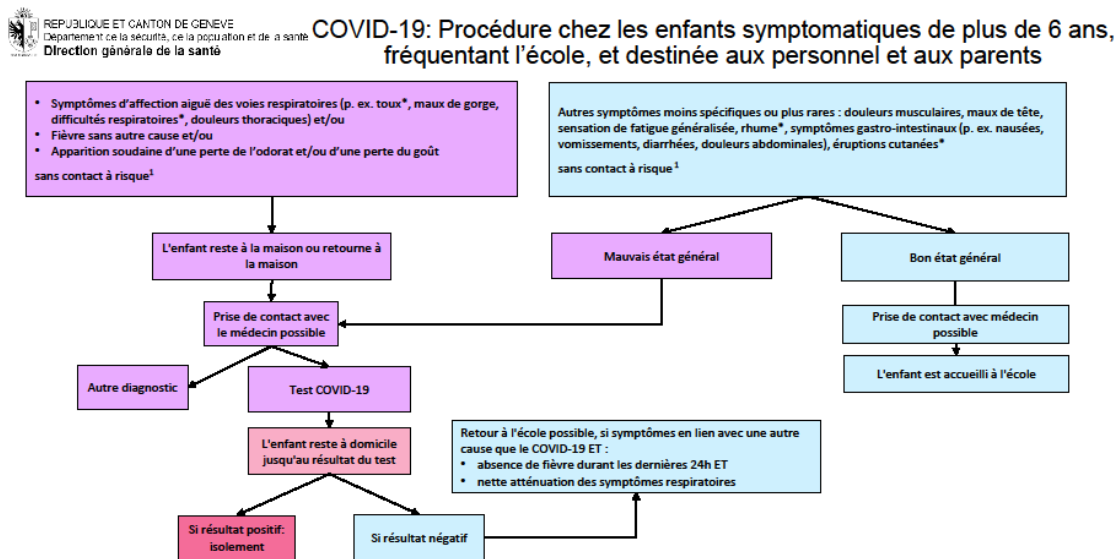 REPUBLIQUE ET CANTON DE GENEVE
Département de la sécurité, de la population et de la santé
Direction générale de la santé
COVID-19: Procédure chez les enfants symptomatiques de plus de 6 ans,
fréquentant l'école, et destinée aux personnel et aux parents
• Symptômes d'affection aiguë des voies respiratoires (p. ex. toux*, maux de gorge,
difficultés respiratoires*, douleurs thoraciques) et/ou
• Fièvre sans autre cause et/ou
• Apparition soudaine d'une perte de l'odorat et/ou d'une perte du goût
sans contact à risque¹
Autres symptômes moins spécifiques ou plus rares : douleurs musculaires, maux de tête,
sensation de fatigue généralisée, rhume*, symptômes gastro-intestinaux (p. ex. nausées,
vomissements, diarrhées, douleurs abdominales), éruptions cutanées*
sans contact à risque¹
L'enfant reste à la maison ou retourne à
la maison
Mauvais état général
Bon état général
Prise de contact avec
le médecin possible
Prise de contact avec médecin
possible
Autre diagnostic
Test COVID-19
L'enfant est accueilli à l'école
L'enfant reste à domicile
jusqu'au résultat du test
Retour à l'école possible, si symptômes en lien avec une autre
cause que le COVID-19 ET :
• absence de fièvre durant les dernières 24h ET
• nette atténuation des symptômes respiratoires
Si résultat positif:
isolement
Si résultat négatif